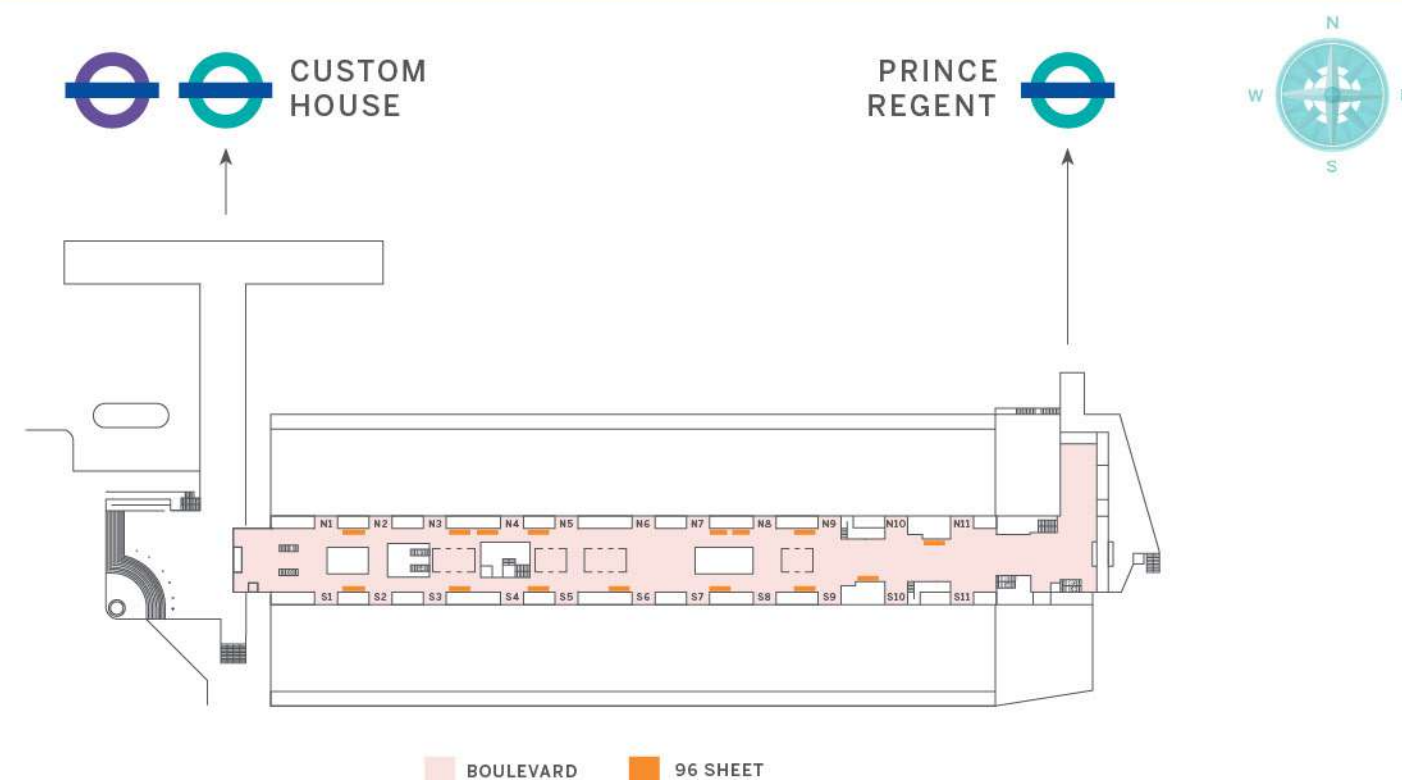 CUSTOM
HOUSE
PRINCE
REGENT
N
W
S
N1 N2 N3 N4 N5 N6 N7 N8 N9 N10 N11
S1 S2 S3 S4 S5 S6 S7 S8 S9 S10 S11
BOULEVARD
96 SHEET